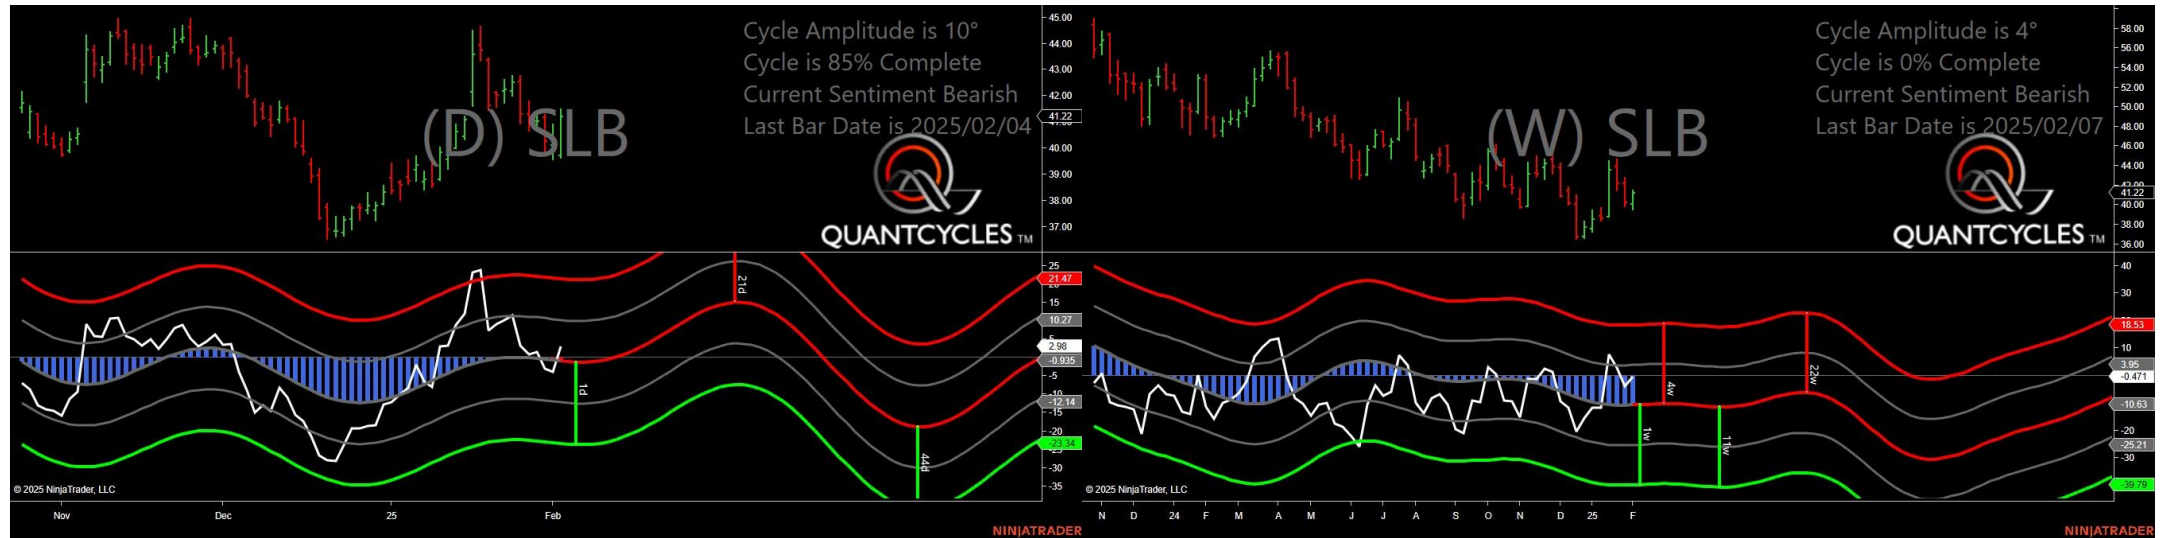 Cycle Amplitude is 10°
Cycle is 85% Complete
Current Sentiment Bearish
Last Bar Date is 2025/02/04
(D) SLB
QUANTCYCLES TM
45.00
44.00
43.00
42.00
41.22
40.00
39.00
38.00
37.00
25
21.47
15
10.27
5
2.98
-0.935
-5
-10
-12.14
-15
-20
-23.34
-30
-35
21d
1d
44d
© 2025 NinjaTrader, LLC
Nov
Dec
25
Feb
NINJATRADER
Cycle Amplitude is 4°
Cycle is 0% Complete
Current Sentiment Bearish
Last Bar Date is 2025/02/07
(W) SLB
QUANTCYCLES TM
58.00
56.00
54.00
52.00
50.00
48.00
46.00
44.00
42.00
41.22
40.00
38.00
36.00
40
30
18.53
10
3.95
-0.471
-10.63
-20
-25.21
-30
-39.79
4w
22w
1w
11w
© 2025 NinjaTrader, LLC
N D 24 F M A M J J A S O N D 25 F
NINJATRADER